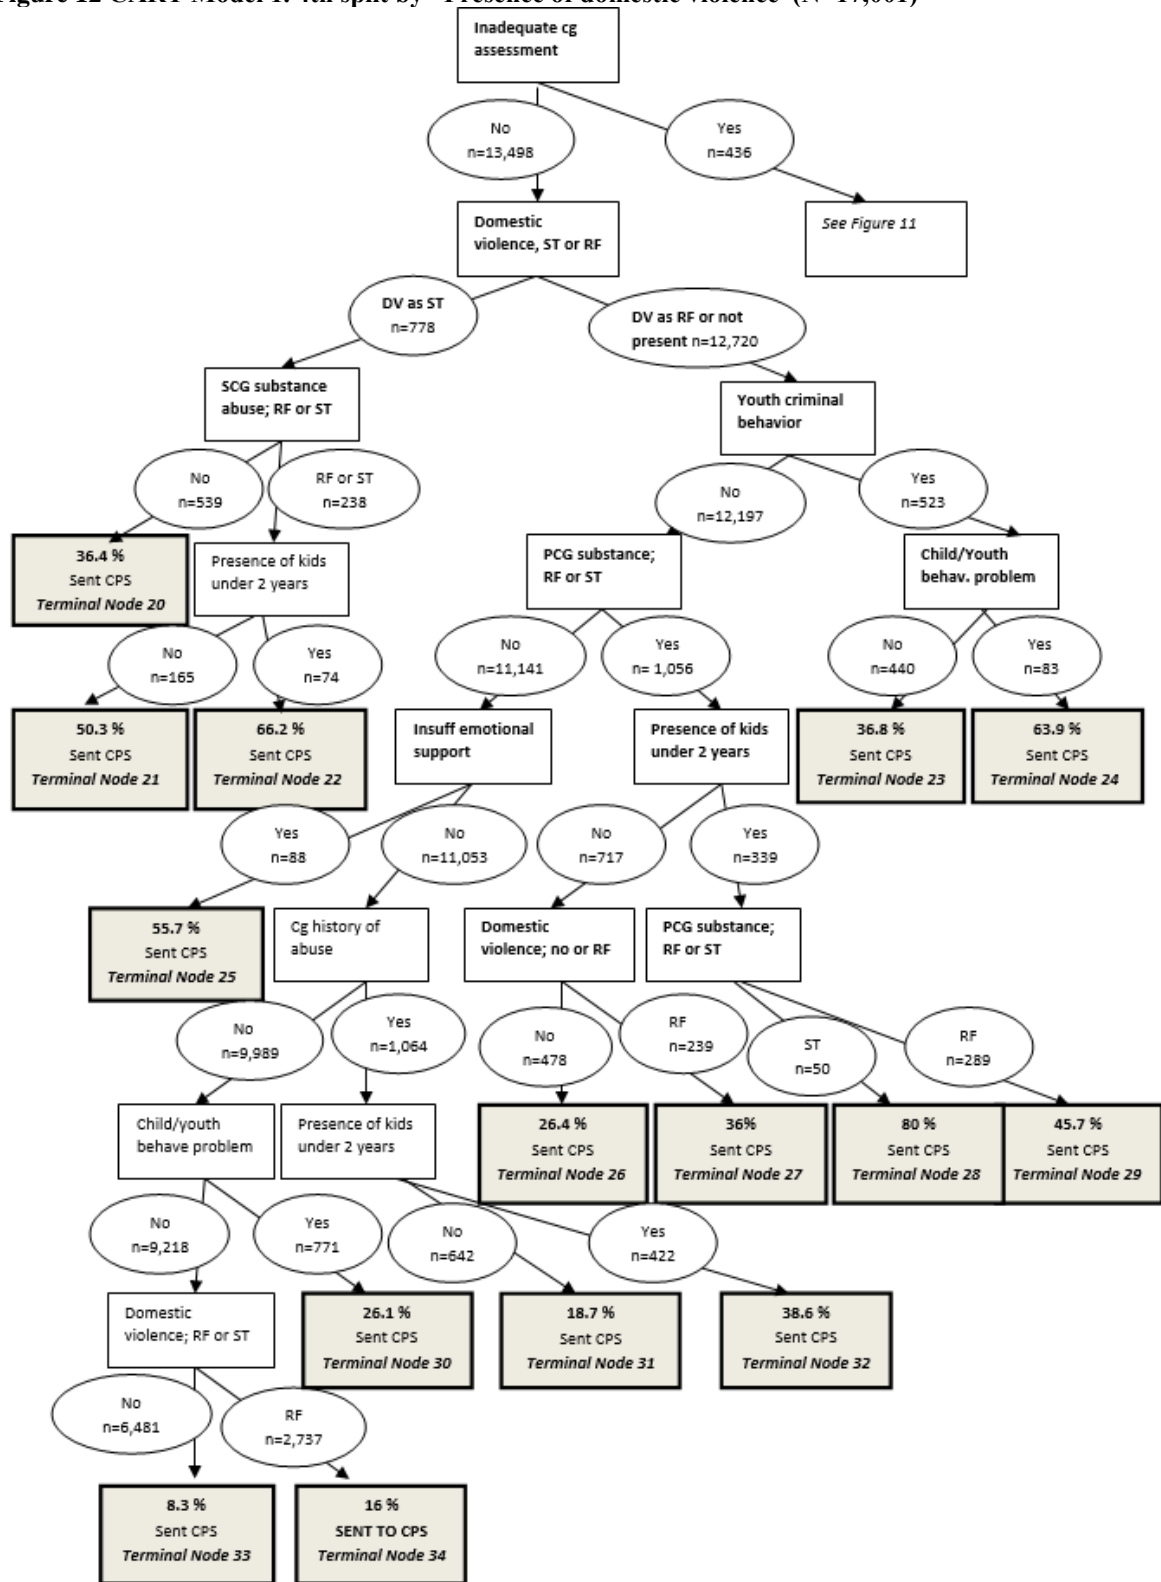 Figure 12 CART Model 1: 4th split by "Presence of domestic violence" (N=17,001)
Inadequate cg
assessment
No
n=13,498
Yes
n=436
Domestic
violence, ST or RF
See Figure 11
DV as ST
n=778
DV as RF or not
present n=12,720
SCG substance
abuse; RF or ST
Youth criminal
behavior
No
n=539
RF or ST
n=238
No
n=12,197
Yes
n=523
36.4 %
Sent CPS
Terminal Node 20
Presence of kids
under 2 years
PCG substance;
RF or ST
Child/Youth
behav. problem
No
n=165
Yes
n=74
No
n=11,141
Yes
n= 1,056
No
n=440
Yes
n=83
50.3 %
Sent CPS
Terminal Node 21
66.2 %
Sent CPS
Terminal Node 22
Insuff emotional
support
Presence of kids
under 2 years
36.8 %
Sent CPS
Terminal Node 23
63.9 %
Sent CPS
Terminal Node 24
Yes
n=88
No
n=11,053
No
n=717
Yes
n=339
55.7 %
Sent CPS
Terminal Node 25
Cg history of
abuse
Domestic
violence; no or RF
PCG substance;
RF or ST
No
n=9,989
Yes
n=1,064
No
n=478
RF
n=239
ST
n=50
RF
n=289
Child/youth
behave problem
Presence of kids
under 2 years
26.4 %
Sent CPS
Terminal Node 26
36%
Sent CPS
Terminal Node 27
80 %
Sent CPS
Terminal Node 28
45.7 %
Sent CPS
Terminal Node 29
No
n=9,218
Yes
n=771
No
n=642
Yes
n=422
Domestic
violence; RF or ST
26.1 %
Sent CPS
Terminal Node 30
18.7 %
Sent CPS
Terminal Node 31
38.6 %
Sent CPS
Terminal Node 32
No
n=6,481
RF
n=2,737
8.3 %
Sent CPS
Terminal Node 33
16 %
SENT TO CPS
Terminal Node 34